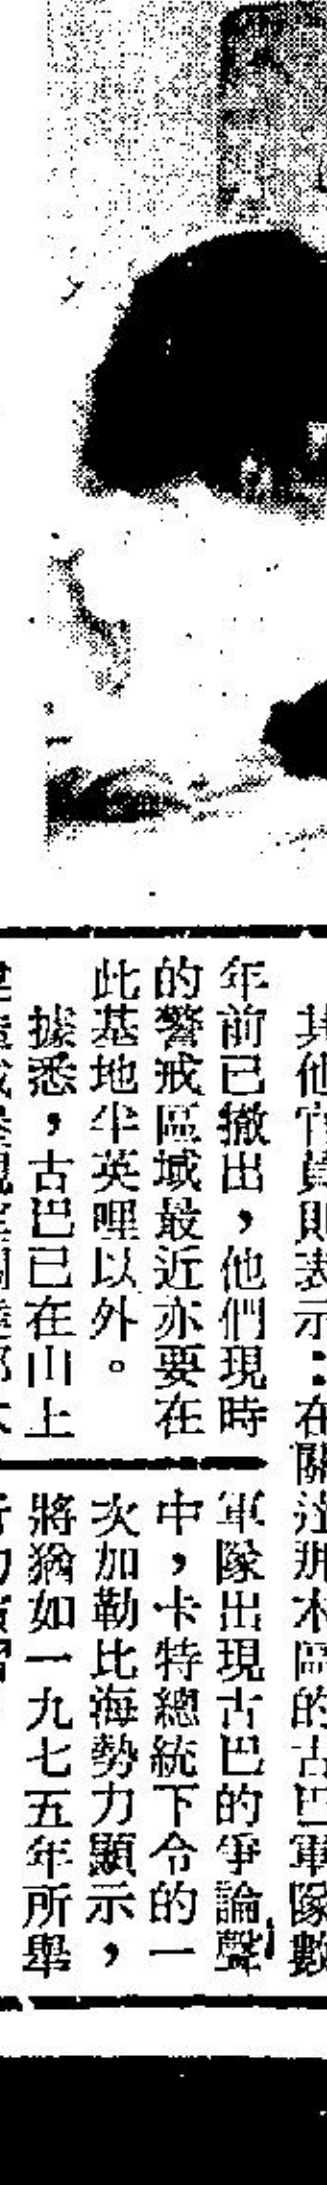 其他官員則表示：在關達那木區的古巴軍隊數
年前已撤出，他們現時
的警戒區域最近亦要在
此基地半英哩以外。
據悉，古巴已在山上
軍隊出現古巴的爭論聲
中，卡特總統下令的一
次加勒比海勢力顯示，
將猶如一九七五年所舉